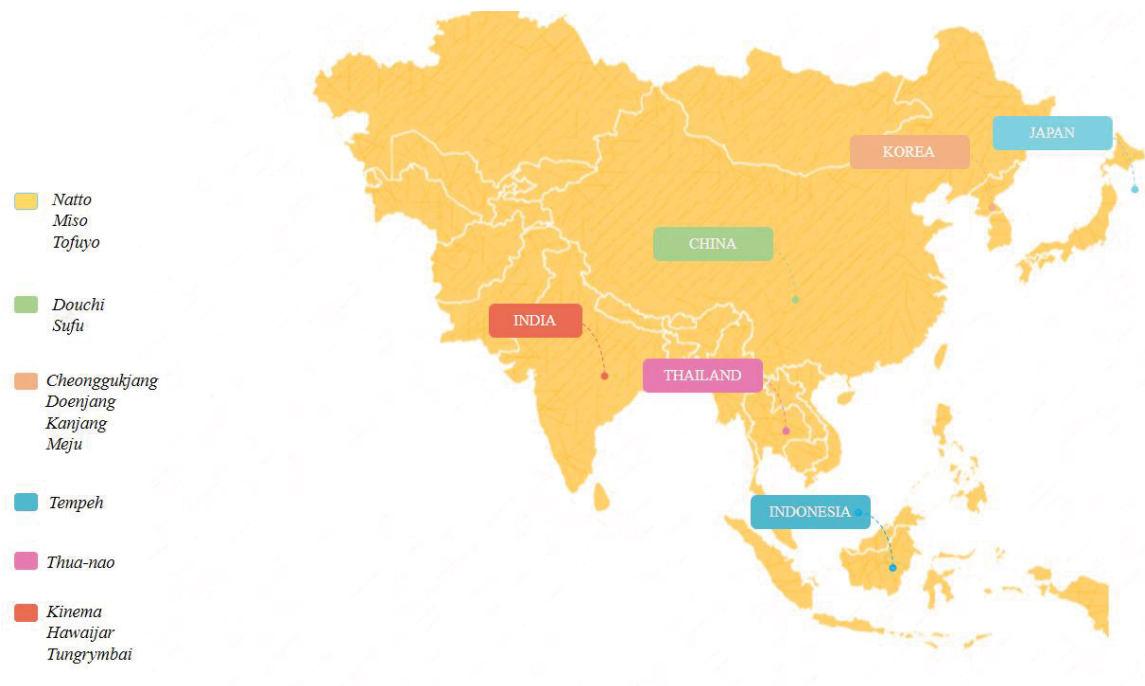 Natto
Miso
Tofuyo
Douchi
Sufu
Cheonggukjang
Doenjang
Kanjang
Meju
Tempeh
Thua-nao
Kinema
Hawaijar
Tungrymbai
JAPAN
KOREA
CHINA
INDIA
THAILAND
INDONESIA